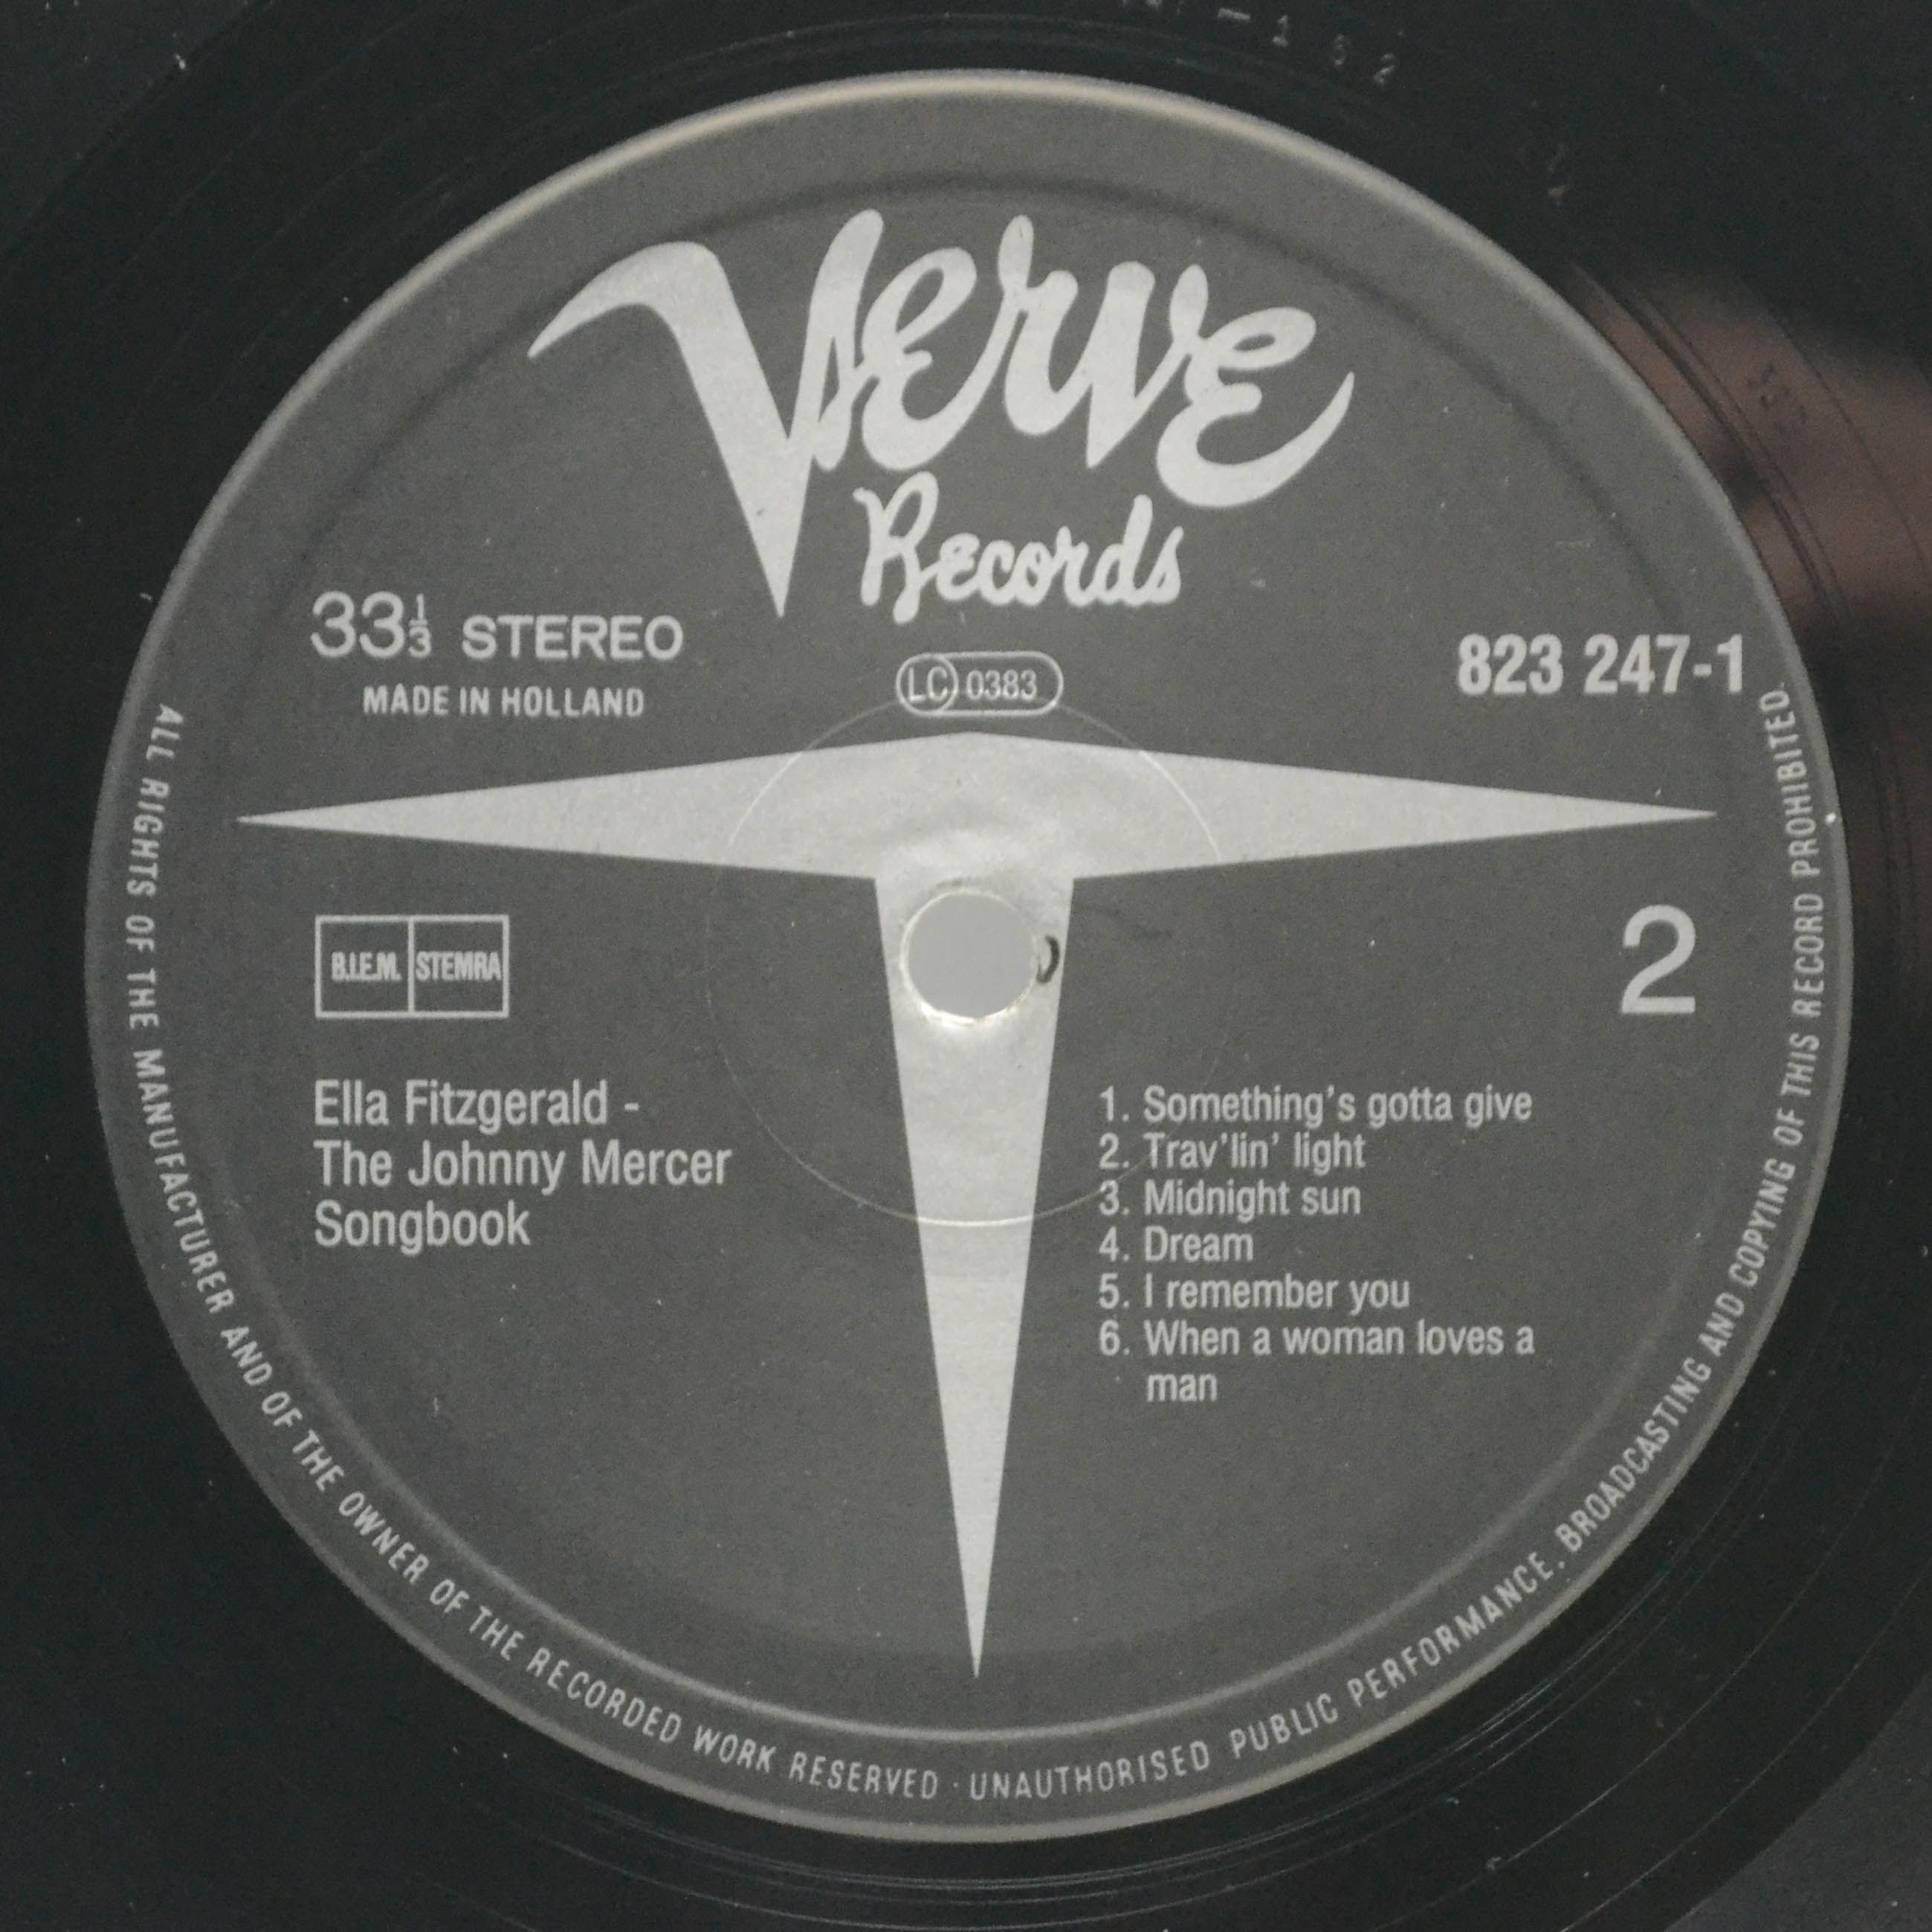 Verve
Records
33⅓ STEREO
MADE IN HOLLAND
LC 0383
823 247-1
B.I.E.M. STEMRA
2
Ella Fitzgerald -
The Johnny Mercer
Songbook
1. Something's gotta give
2. Trav'lin' light
3. Midnight sun
4. Dream
5. I remember you
6. When a woman loves a
man
ALL RIGHTS OF THE MANUFACTURER AND OF THE OWNER OF THE RECORDED WORK RESERVED · UNAUTHORISED PUBLIC PERFORMANCE, BROADCASTING AND COPYING OF THIS RECORD PROHIBITED